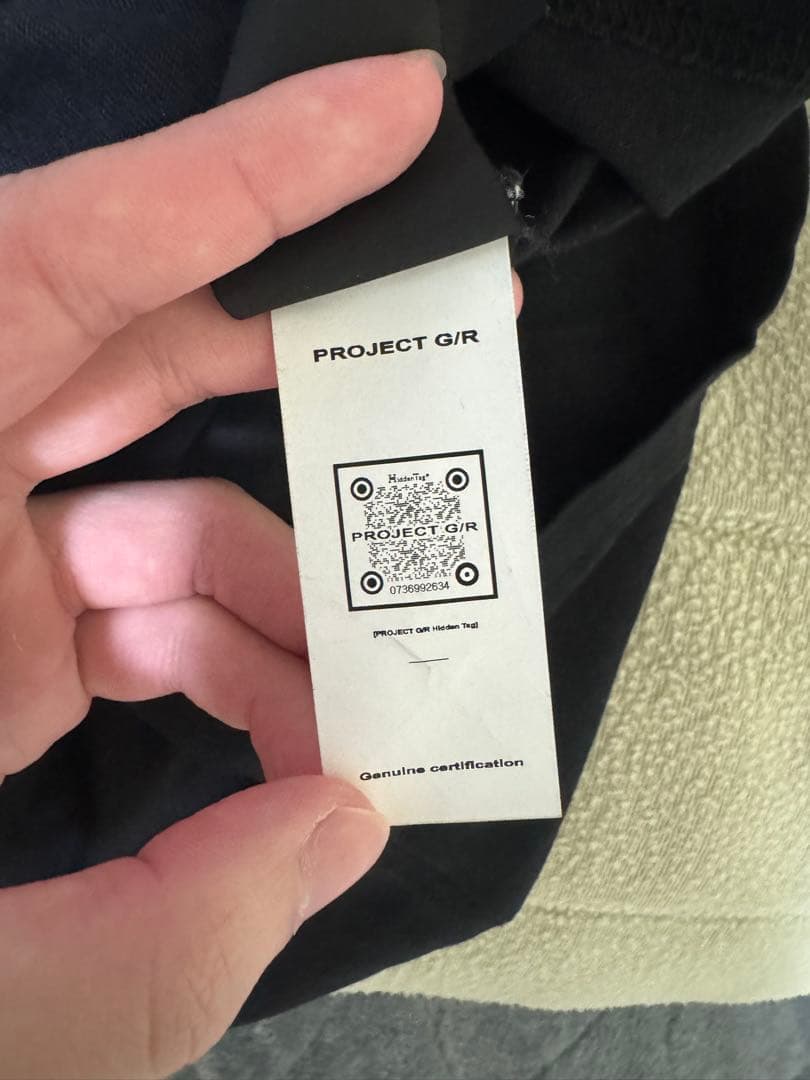 PROJECT G/R
HiddenTag®
PROJECT G/R
0736992634
[PROJECT G/R Hidden Tag]
Genuine certification